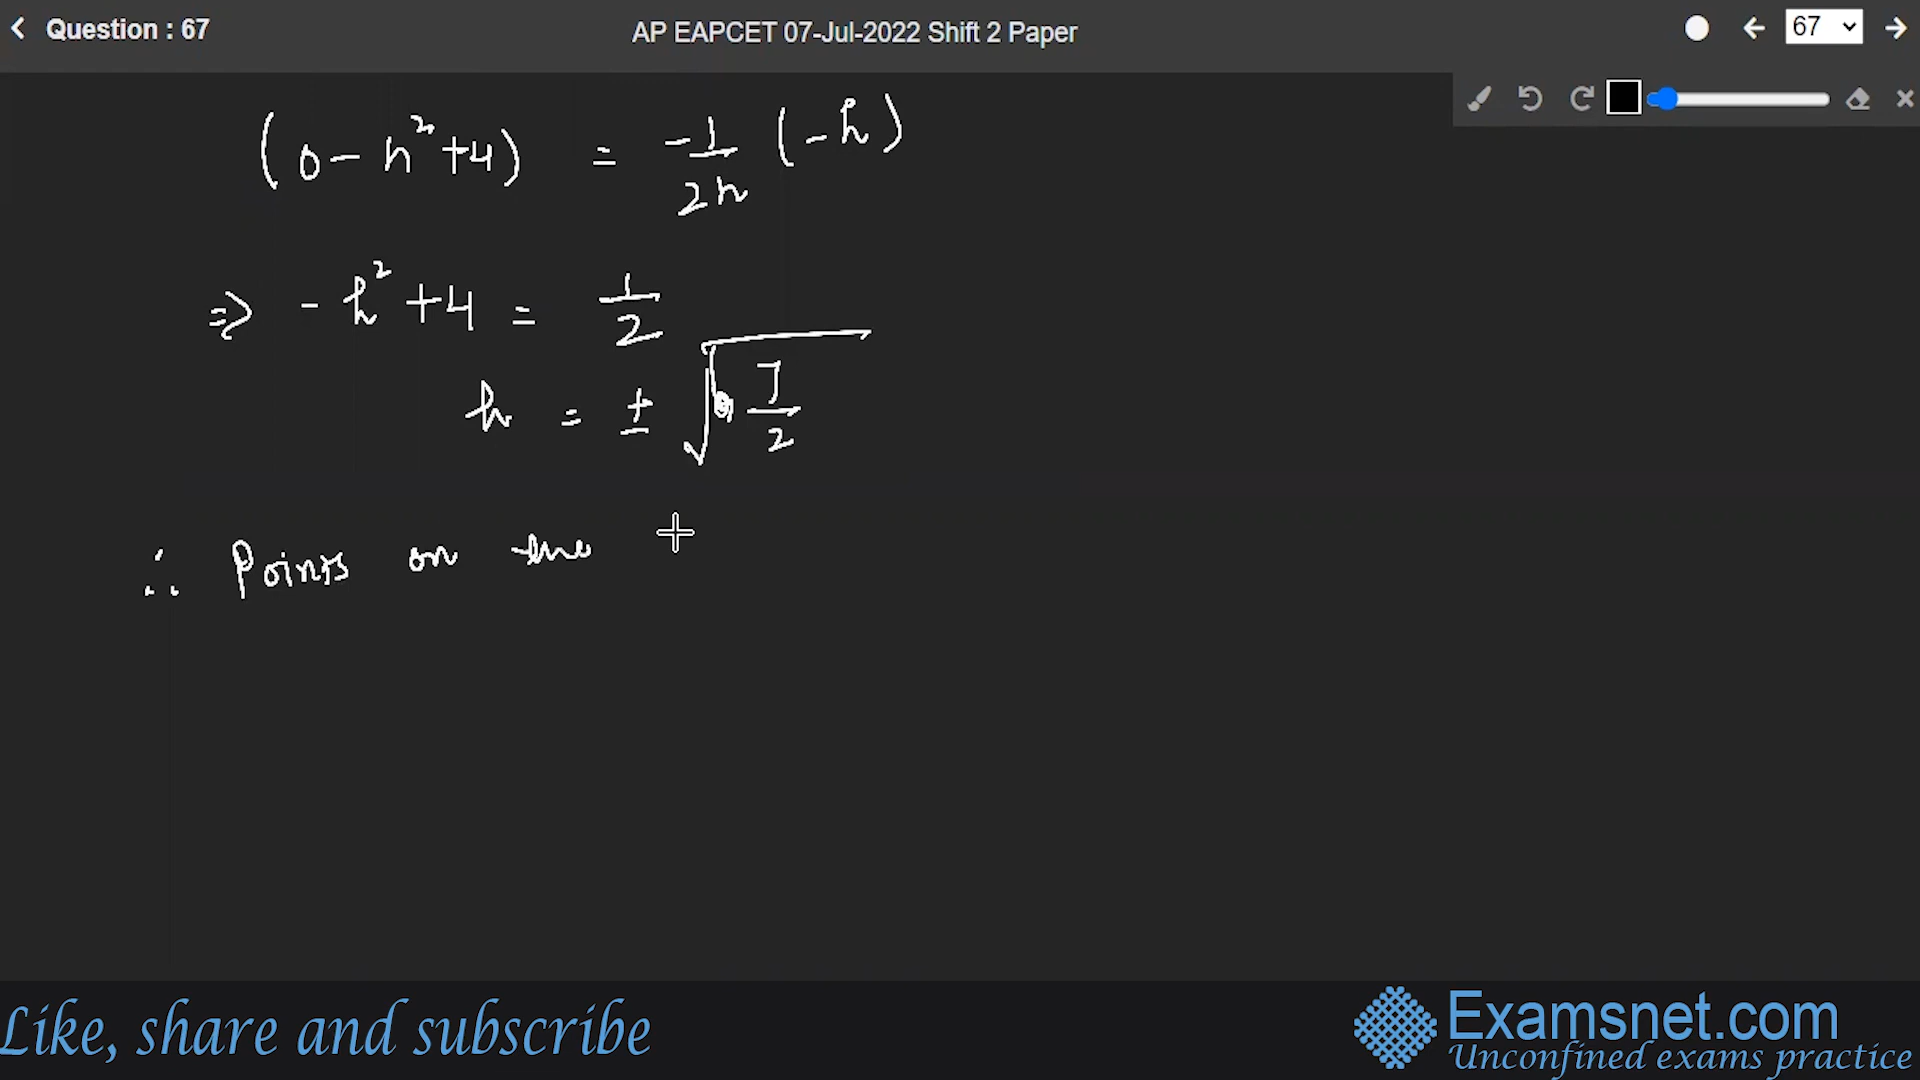 Question : 67
AP EAPCET 07-Jul-2022 Shift 2 Paper
67
(0 - h²+4) = -1/2h (-h)
⇒ -h² +4 = 1/2
h = ± √7/2
∴ Points on the
Like, share and subscribe
Examsnet.com
Unconfined exams practice